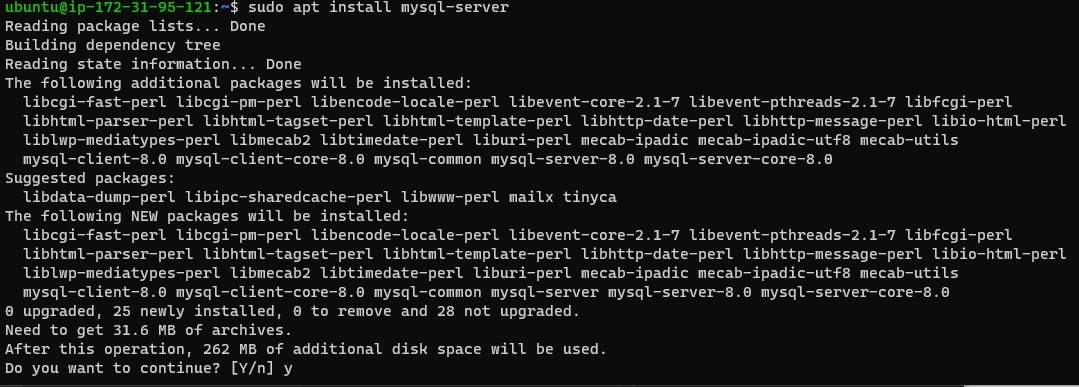 ubuntu@ip-172-31-95-121:~$ sudo apt install mysql-server
Reading package lists... Done
Building dependency tree
Reading state information... Done
The following additional packages will be installed:
  libcgi-fast-perl libcgi-pm-perl libencode-locale-perl libevent-core-2.1-7 libevent-pthreads-2.1-7 libfcgi-perl
  libhtml-parser-perl libhtml-tagset-perl libhtml-template-perl libhttp-date-perl libhttp-message-perl libio-html-perl
  liblwp-mediatypes-perl libmecab2 libtimedate-perl liburi-perl mecab-ipadic mecab-ipadic-utf8 mecab-utils
  mysql-client-8.0 mysql-client-core-8.0 mysql-common mysql-server-8.0 mysql-server-core-8.0
Suggested packages:
  libdata-dump-perl libipc-sharedcache-perl libwww-perl mailx tinyca
The following NEW packages will be installed:
  libcgi-fast-perl libcgi-pm-perl libencode-locale-perl libevent-core-2.1-7 libevent-pthreads-2.1-7 libfcgi-perl
  libhtml-parser-perl libhtml-tagset-perl libhtml-template-perl libhttp-date-perl libhttp-message-perl libio-html-perl
  liblwp-mediatypes-perl libmecab2 libtimedate-perl liburi-perl mecab-ipadic mecab-ipadic-utf8 mecab-utils
  mysql-client-8.0 mysql-client-core-8.0 mysql-common mysql-server mysql-server-8.0 mysql-server-core-8.0
0 upgraded, 25 newly installed, 0 to remove and 28 not upgraded.
Need to get 31.6 MB of archives.
After this operation, 262 MB of additional disk space will be used.
Do you want to continue? [Y/n] y